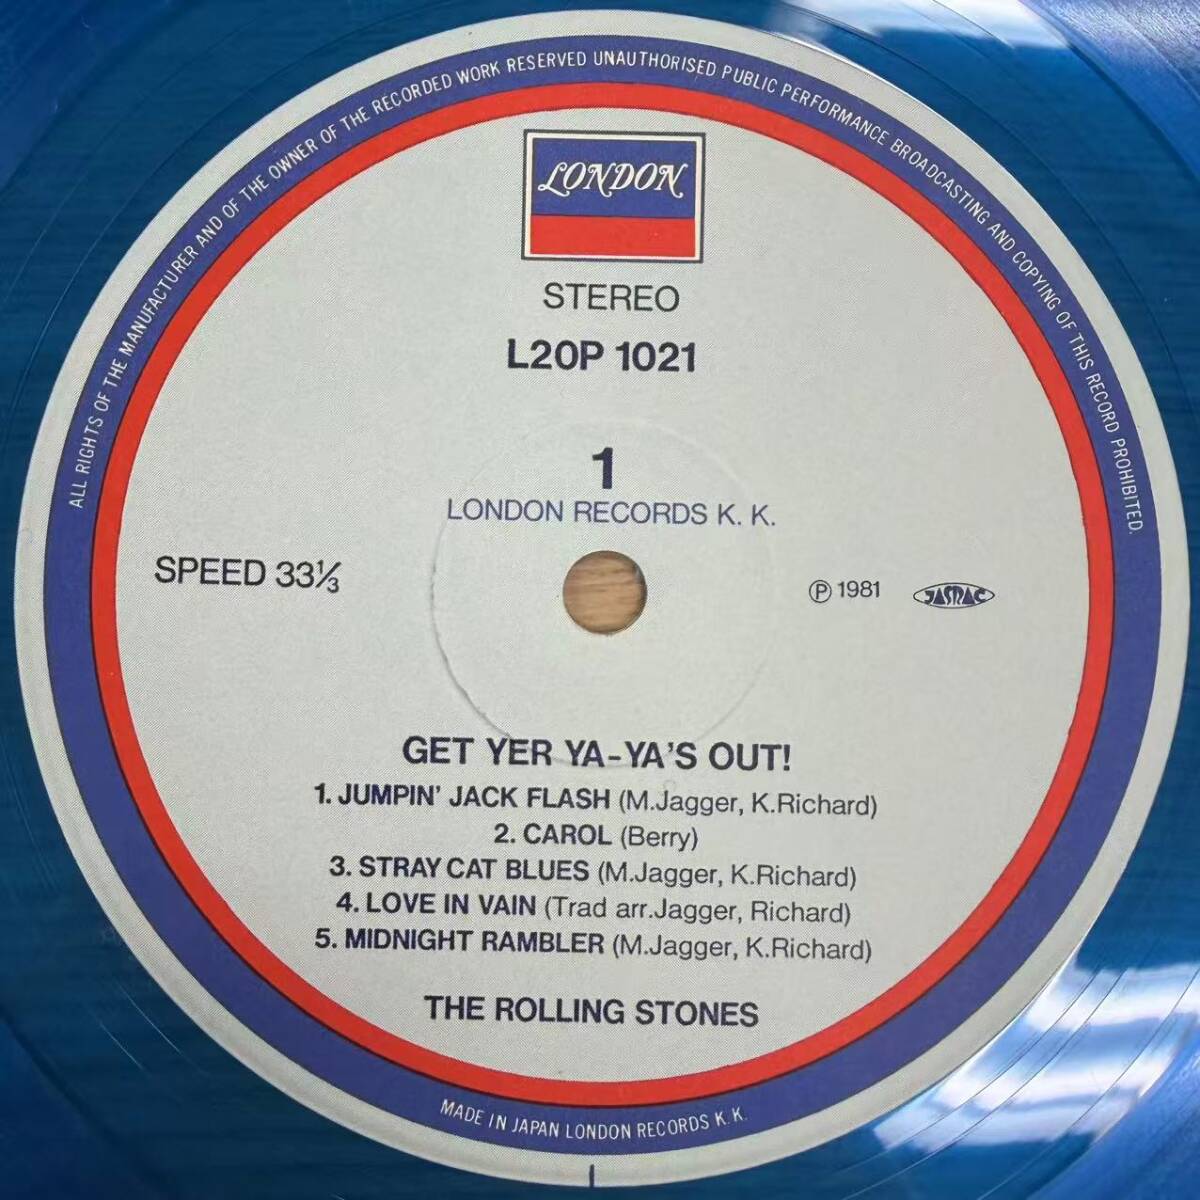 ALL RIGHTS OF THE MANUFACTURER AND OF THE OWNER OF THE RECORDED WORK RESERVED UNAUTHORISED PUBLIC PERFORMANCE BROADCASTING AND COPYING OF THIS RECORD PROHIBITED.
LONDON
STEREO
L20P 1021
1
LONDON RECORDS K. K.
SPEED 33⅓
Ⓟ 1981
JASRAC
GET YER YA-YA'S OUT!
1. JUMPIN' JACK FLASH (M.Jagger, K.Richard)
2. CAROL (Berry)
3. STRAY CAT BLUES (M.Jagger, K.Richard)
4. LOVE IN VAIN (Trad arr.Jagger, Richard)
5. MIDNIGHT RAMBLER (M.Jagger, K.Richard)
THE ROLLING STONES
MADE IN JAPAN LONDON RECORDS K. K.